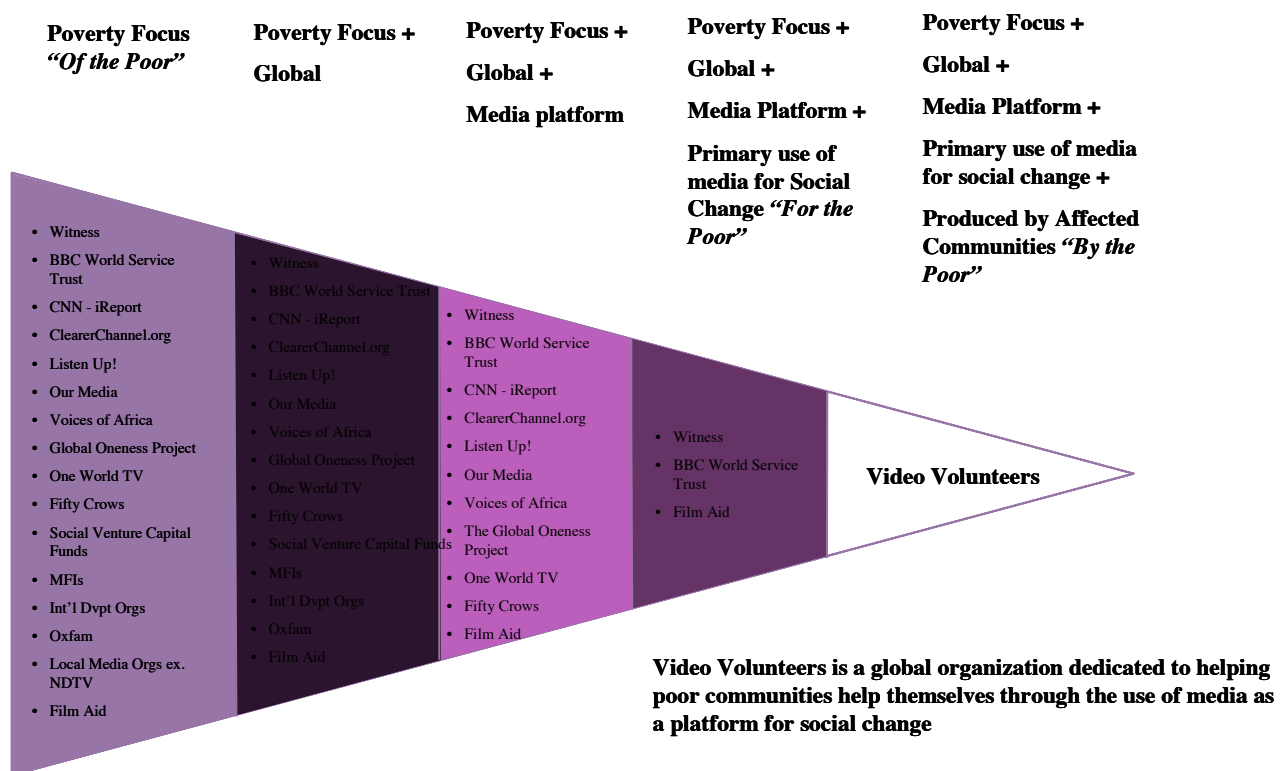 Poverty Focus
“Of the Poor”
Poverty Focus +
Global
Poverty Focus +
Global +
Media platform
Poverty Focus +
Global +
Media Platform +
Primary use of
media for Social
Change “For the
Poor”
Poverty Focus +
Global +
Media Platform +
Primary use of media
for social change +
Produced by Affected
Communities “By the
Poor”
• Witness
• BBC World Service
Trust
• CNN - iReport
• ClearerChannel.org
• Listen Up!
• Our Media
• Voices of Africa
• Global Oneness Project
• One World TV
• Fifty Crows
• Social Venture Capital
Funds
• MFIs
• Int’l Dvpt Orgs
• Oxfam
• Local Media Orgs ex.
NDTV
• Film Aid
• Witness
• BBC World Service Trust
• CNN - iReport
• ClearerChannel.org
• Listen Up!
• Our Media
• Voices of Africa
• Global Oneness Project
• One World TV
• Fifty Crows
• Social Venture Capital Funds
• MFIs
• Int’l Dvpt Orgs
• Oxfam
• Film Aid
• Witness
• BBC World Service
Trust
• CNN - iReport
• ClearerChannel.org
• Listen Up!
• Our Media
• Voices of Africa
• The Global Oneness
Project
• One World TV
• Fifty Crows
• Film Aid
• Witness
• BBC World Service
Trust
• Film Aid
Video Volunteers
Video Volunteers is a global organization dedicated to helping
poor communities help themselves through the use of media as
a platform for social change